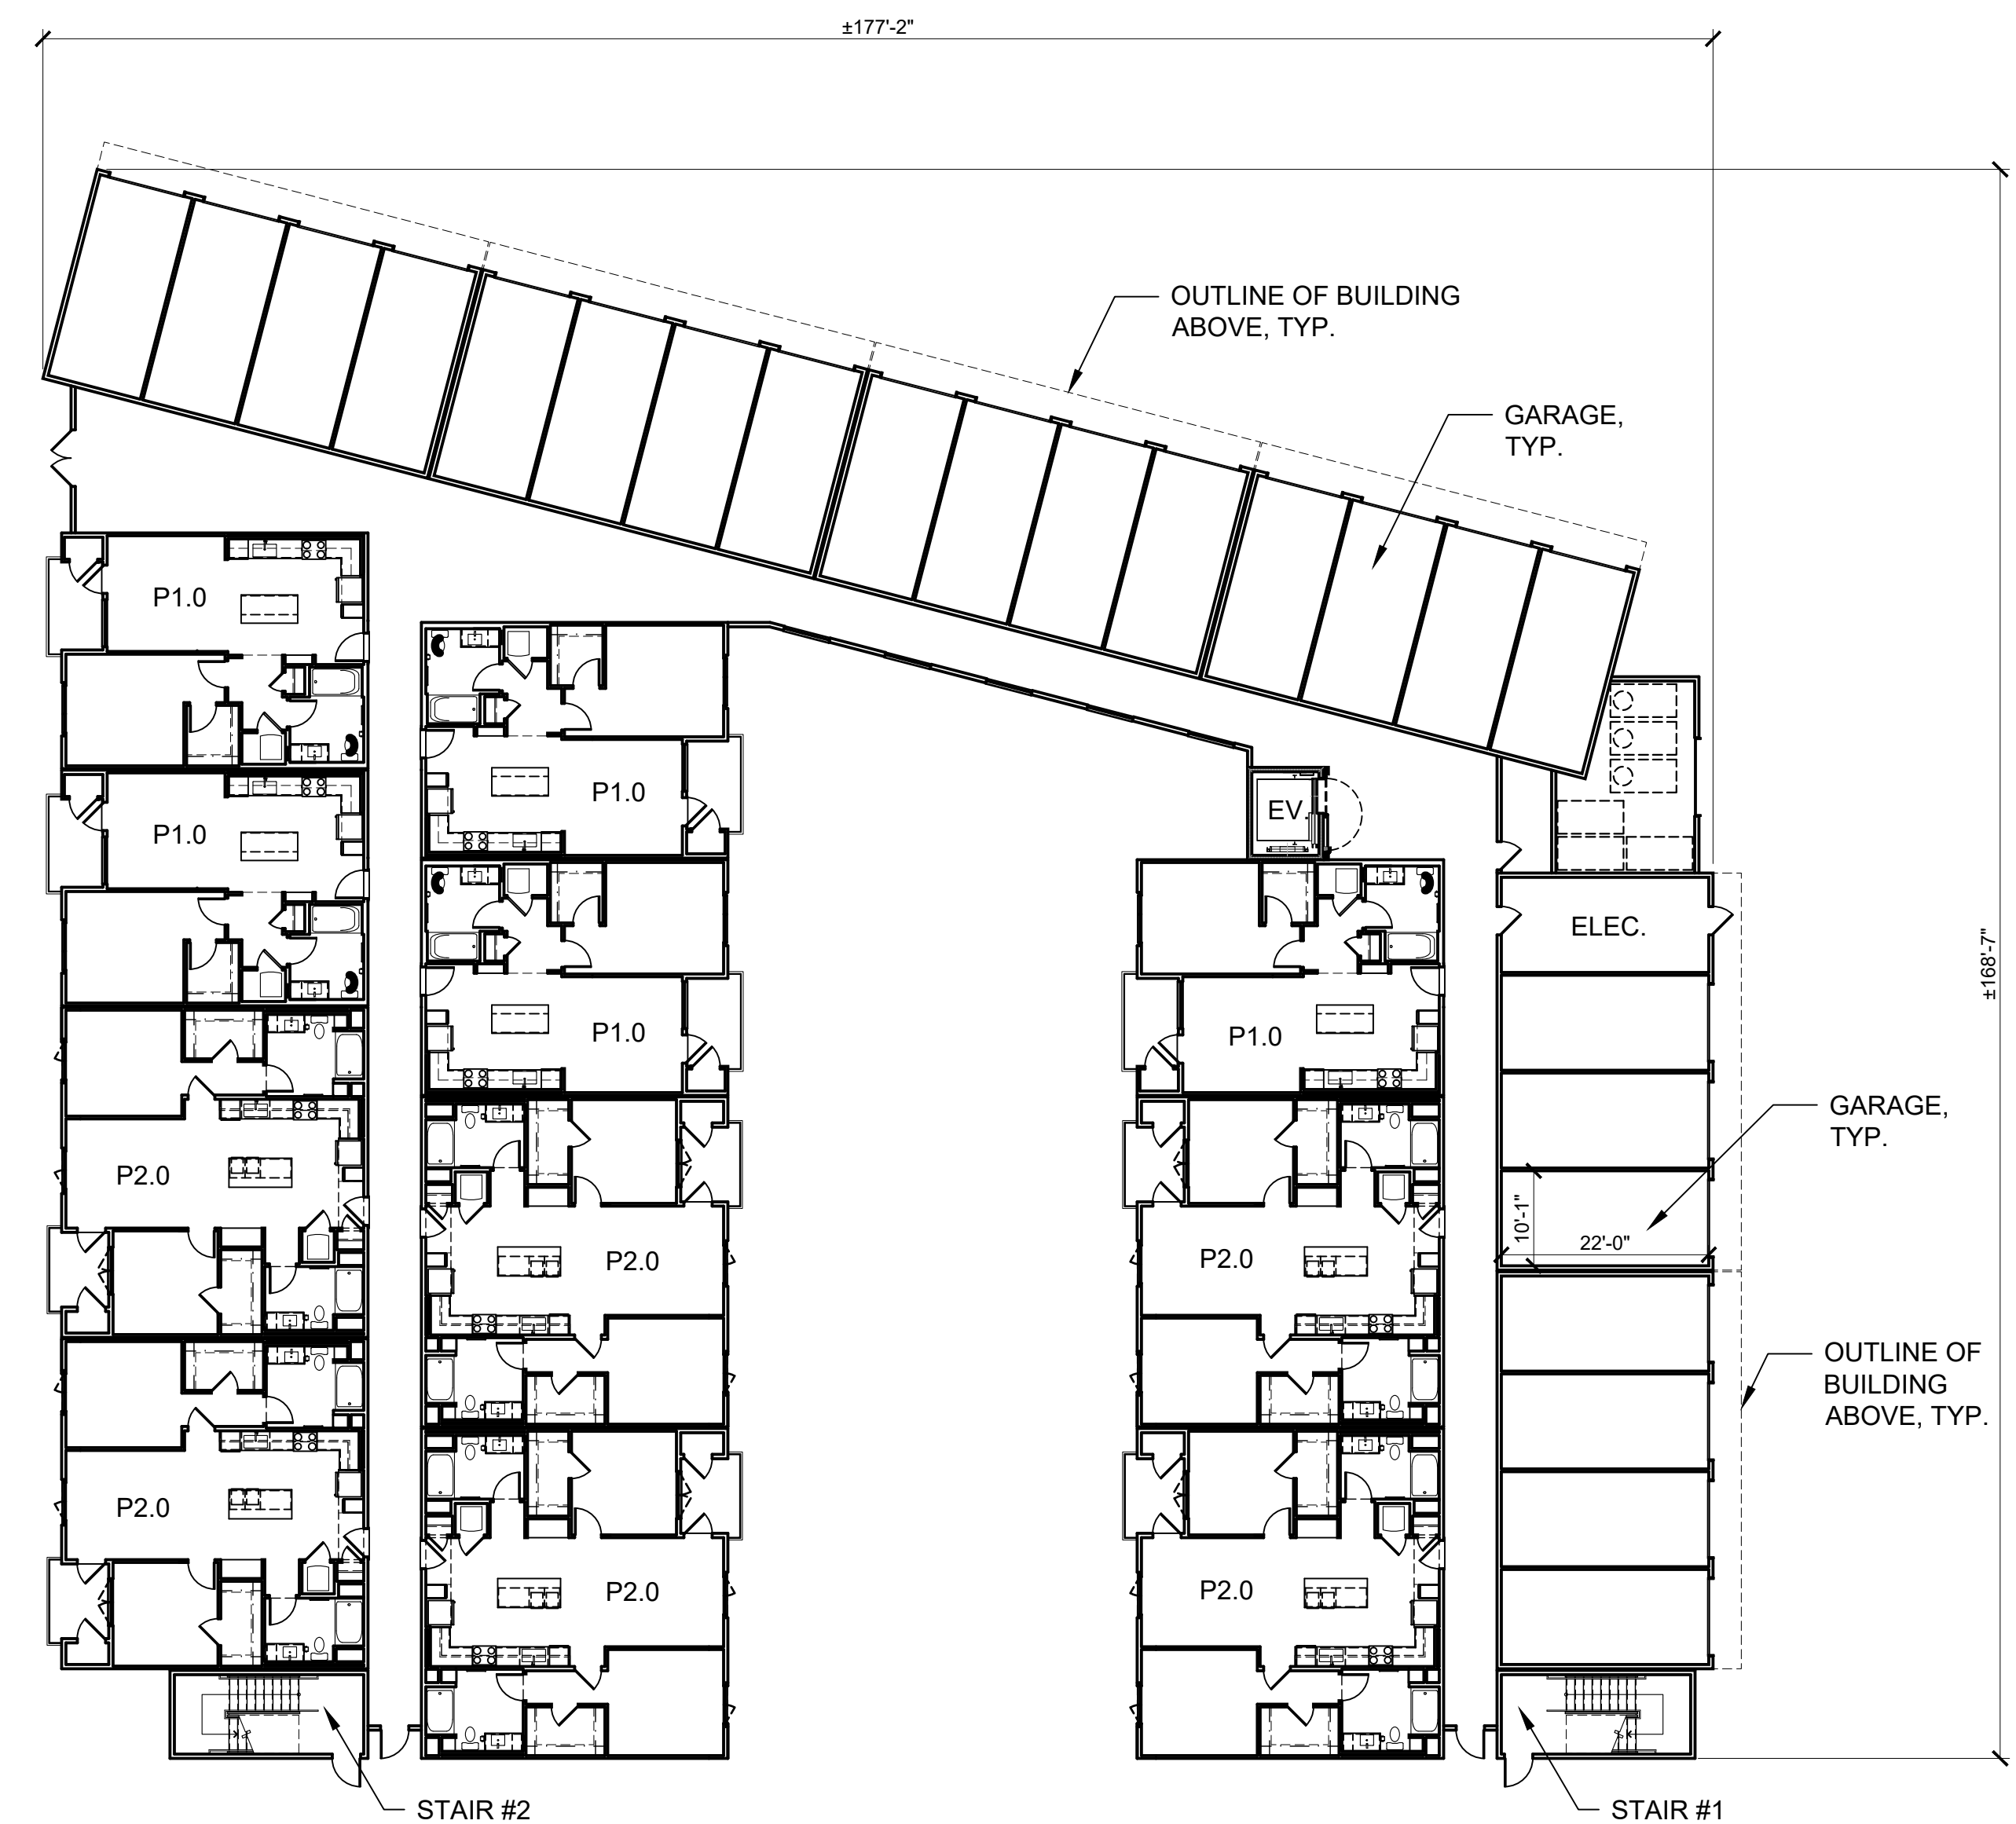 ±177'-2"
OUTLINE OF BUILDING
ABOVE, TYP.
GARAGE,
TYP.
P1.0
P1.0
P1.0
EV.
P1.0
ELEC.
±168'-7"
P1.0
P1.0
GARAGE,
TYP.
P2.0
10'-1"
22'-0"
P2.0
P2.0
OUTLINE OF
BUILDING
ABOVE, TYP.
P2.0
P2.0
P2.0
STAIR #2
STAIR #1